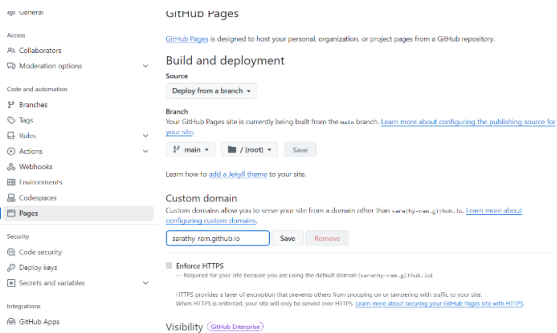 General
Access
Collaborators
Moderation options
Code and automation
Branches
Tags
Rules
Actions
Webhooks
Environments
Codespaces
Pages
Security
Code security
Deploy keys
Secrets and variables
Integrations
GitHub Apps
GitHub Pages
GitHub Pages is designed to host your personal, organization, or project pages from a GitHub repository.
Build and deployment
Source
Deploy from a branch
Branch
Your GitHub Pages site is currently being built from the main branch. Learn more about configuring the publishing source for
your site.
main / (root) Save
Learn how to add a Jekyll theme to your site.
Custom domain
Custom domains allow you to serve your site from a domain other than sarathy-ram.github.io. Learn more about
configuring custom domains.
sarathy-ram.github.io Save Remove
Enforce HTTPS
— Required for your site because you are using the default domain (sarathy-ram.github.io)
HTTPS provides a layer of encryption that prevents others from snooping on or tampering with traffic to your site.
When HTTPS is enforced, your site will only be served over HTTPS. Learn more about securing your GitHub Pages site with HTTPS.
Visibility GitHub Enterprise